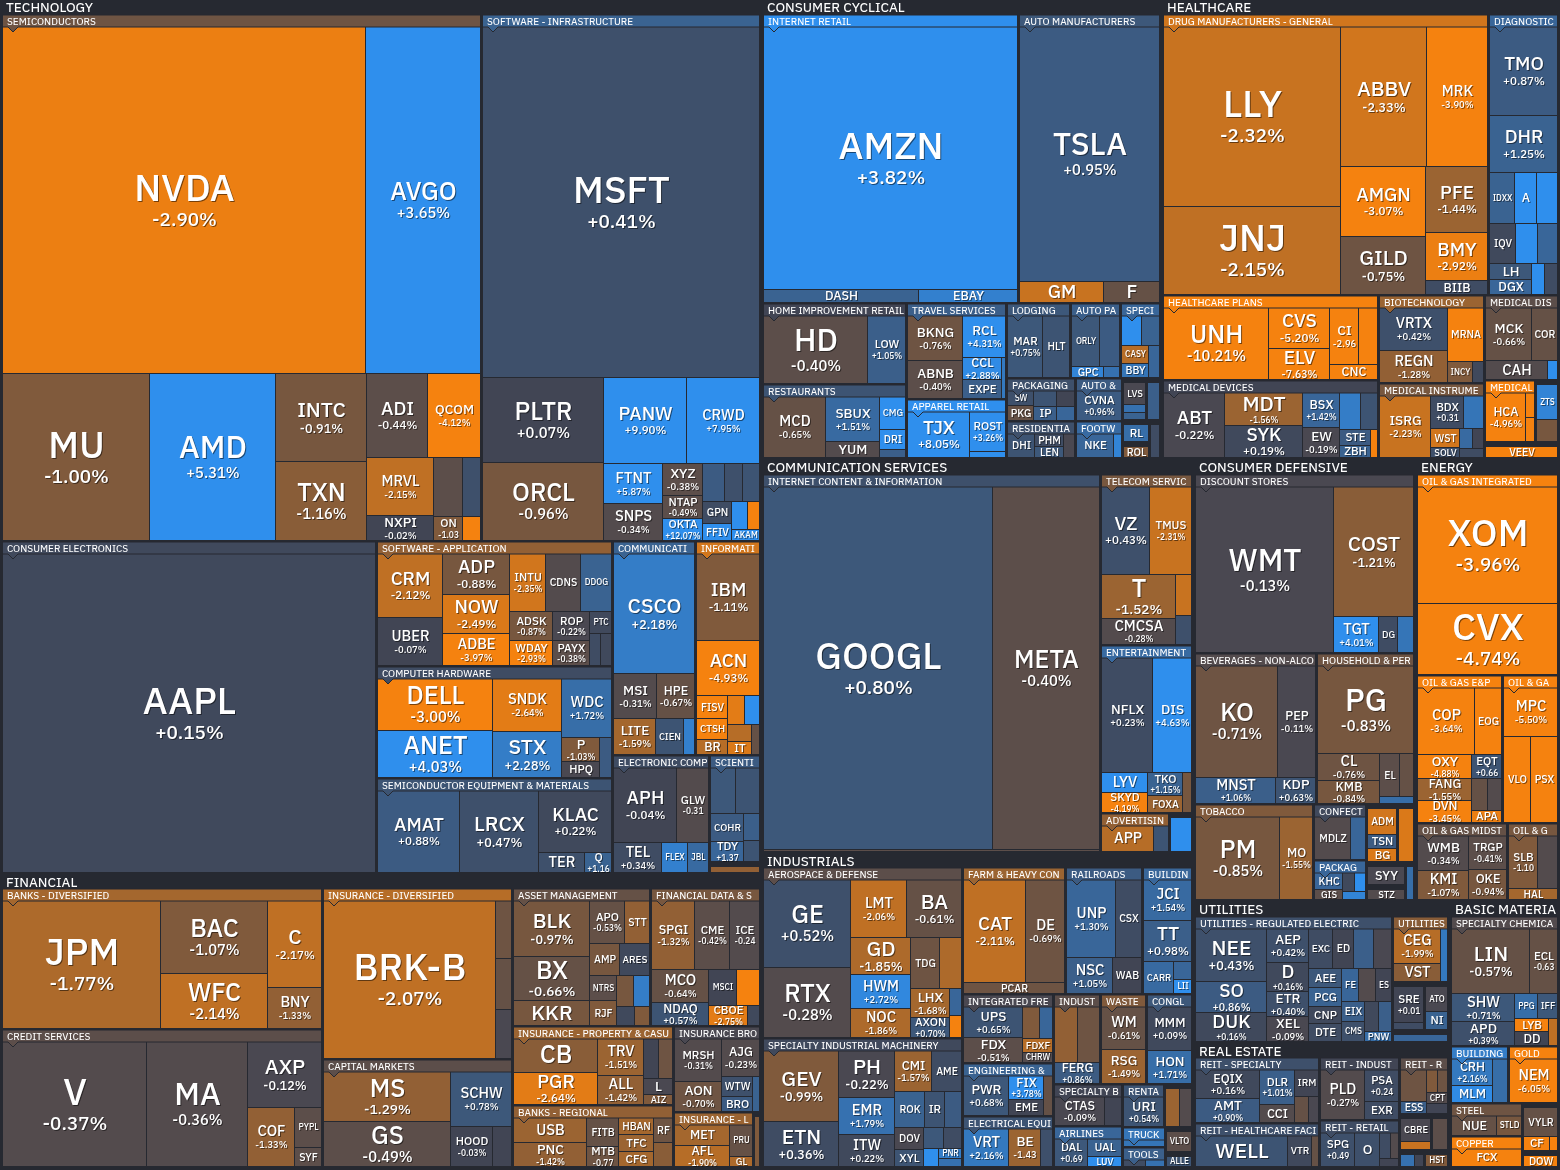 TECHNOLOGY
SEMICONDUCTORS
NVDA
-2.90%
AVGO
+3.65%
MU
-1.00%
AMD
+5.31%
INTC
-0.91%
TXN
-1.16%
ADI
-0.44%
QCOM
-4.12%
MRVL
-2.15%
NXPI
-0.02%
ON
-1.03
SOFTWARE - INFRASTRUCTURE
MSFT
+0.41%
PLTR
+0.07%
ORCL
-0.96%
PANW
+9.90%
CRWD
+7.95%
FTNT
+5.87%
SNPS
-0.34%
XYZ
-0.38%
NTAP
-0.49%
OKTA
+12.07%
GPN
FFIV
AKAM
CONSUMER ELECTRONICS
AAPL
+0.15%
SOFTWARE - APPLICATION
CRM
-2.12%
UBER
-0.07%
ADP
-0.88%
NOW
-2.49%
ADBE
-3.97%
INTU
-2.35%
CDNS
DDOG
ADSK
-0.87%
ROP
-0.22%
PTC
WDAY
-2.93%
PAYX
-0.38%
COMMUNICATI
CSCO
+2.18%
MSI
-0.31%
HPE
-0.67%
LITE
-1.59%
CIEN
INFORMATI
IBM
-1.11%
ACN
-4.93%
FISV
CTSH
BR
IT
COMPUTER HARDWARE
DELL
-3.00%
SNDK
-2.64%
WDC
+1.72%
ANET
+4.03%
STX
+2.28%
P
-1.03%
HPQ
SEMICONDUCTOR EQUIPMENT & MATERIALS
AMAT
+0.88%
LRCX
+0.47%
KLAC
+0.22%
TER
Q
+1.16
ELECTRONIC COMP
APH
-0.04%
GLW
-0.31
TEL
+0.34%
FLEX
JBL
SCIENTI
COHR
TDY
+1.37
CONSUMER CYCLICAL
INTERNET RETAIL
AMZN
+3.82%
DASH
EBAY
AUTO MANUFACTURERS
TSLA
+0.95%
GM
F
HOME IMPROVEMENT RETAIL
HD
-0.40%
LOW
+1.05%
TRAVEL SERVICES
BKNG
-0.76%
RCL
+4.31%
ABNB
-0.40%
CCL
+2.88%
EXPE
LODGING
MAR
+0.75%
HLT
AUTO PA
ORLY
GPC
SPECI
CASY
BBY
RESTAURANTS
MCD
-0.65%
SBUX
+1.51%
CMG
DRI
YUM
APPAREL RETAIL
TJX
+8.05%
ROST
+3.26%
PACKAGING
SW
PKG
IP
AUTO &
CVNA
+0.96%
LVS
RESIDENTIA
DHI
PHM
LEN
FOOTW
NKE
RL
ROL
HEALTHCARE
DRUG MANUFACTURERS - GENERAL
LLY
-2.32%
JNJ
-2.15%
ABBV
-2.33%
MRK
-3.90%
AMGN
-3.07%
PFE
-1.44%
GILD
-0.75%
BMY
-2.92%
BIIB
DIAGNOSTIC
TMO
+0.87%
DHR
+1.25%
IDXX
A
IQV
LH
DGX
HEALTHCARE PLANS
UNH
-10.21%
CVS
-5.20%
ELV
-7.63%
CI
-2.96
CNC
BIOTECHNOLOGY
VRTX
+0.42%
MRNA
REGN
-1.28%
INCY
MEDICAL DIS
MCK
-0.66%
COR
CAH
MEDICAL DEVICES
ABT
-0.22%
MDT
-1.56%
SYK
+0.19%
BSX
+1.42%
EW
-0.19%
STE
ZBH
MEDICAL INSTRUME
ISRG
-2.23%
BDX
+0.31
WST
SOLV
MEDICAL
HCA
-4.96%
ZTS
VEEV
COMMUNICATION SERVICES
INTERNET CONTENT & INFORMATION
GOOGL
+0.80%
META
-0.40%
TELECOM SERVIC
VZ
+0.43%
TMUS
-2.31%
T
-1.52%
CMCSA
-0.28%
ENTERTAINMENT
NFLX
+0.23%
DIS
+4.63%
LYV
TKO
+1.15%
SKYD
-4.19%
FOXA
ADVERTISIN
APP
CONSUMER DEFENSIVE
DISCOUNT STORES
WMT
-0.13%
COST
-1.21%
TGT
+4.01%
DG
BEVERAGES - NON-ALCO
KO
-0.71%
PEP
-0.11%
MNST
+1.06%
KDP
+0.63%
HOUSEHOLD & PER
PG
-0.83%
CL
-0.76%
KMB
-0.84%
EL
TOBACCO
PM
-0.85%
MO
-1.55%
CONFECT
MDLZ
PACKAG
KHC
GIS
ADM
TSN
BG
SYY
STZ
ENERGY
OIL & GAS INTEGRATED
XOM
-3.96%
CVX
-4.74%
OIL & GAS E&P
COP
-3.64%
EOG
OXY
-4.88%
EQT
+0.66
FANG
-1.55%
DVN
-3.45%
APA
OIL & GA
MPC
-5.50%
VLO
PSX
OIL & GAS MIDST
WMB
-0.34%
TRGP
-0.41%
KMI
-1.07%
OKE
-0.94%
OIL & G
SLB
-1.10
HAL
FINANCIAL
BANKS - DIVERSIFIED
JPM
-1.77%
BAC
-1.07%
C
-2.17%
WFC
-2.14%
BNY
-1.33%
INSURANCE - DIVERSIFIED
BRK-B
-2.07%
CREDIT SERVICES
V
-0.37%
MA
-0.36%
AXP
-0.12%
COF
-1.33%
PYPL
SYF
CAPITAL MARKETS
MS
-1.29%
GS
-0.49%
SCHW
+0.78%
HOOD
-0.03%
ASSET MANAGEMENT
BLK
-0.97%
BX
-0.66%
KKR
APO
-0.53%
STT
AMP
ARES
NTRS
RJF
FINANCIAL DATA & S
SPGI
-1.32%
CME
-0.42%
ICE
-0.24
MCO
-0.64%
MSCI
NDAQ
+0.57%
CBOE
-2.75%
INSURANCE - PROPERTY & CASU
CB
TRV
-1.51%
PGR
-2.64%
ALL
-1.42%
L
AIZ
INSURANCE BRO
MRSH
-0.31%
AJG
-0.23%
AON
-0.70%
WTW
BRO
BANKS - REGIONAL
USB
PNC
-1.42%
FITB
MTB
-0.77
HBAN
RF
TFC
CFG
INSURANCE - L
MET
PRU
AFL
-1.90%
GL
INDUSTRIALS
AEROSPACE & DEFENSE
GE
+0.52%
RTX
-0.28%
LMT
-2.06%
BA
-0.61%
GD
-1.85%
TDG
HWM
+2.72%
NOC
-1.86%
LHX
-1.68%
AXON
+0.70%
FARM & HEAVY CON
CAT
-2.11%
DE
-0.69%
PCAR
RAILROADS
UNP
+1.30%
CSX
NSC
+1.05%
WAB
BUILDIN
JCI
+1.54%
TT
+0.98%
CARR
LII
SPECIALTY INDUSTRIAL MACHINERY
GEV
-0.99%
ETN
+0.36%
PH
-0.22%
CMI
-1.57%
AME
EMR
+1.79%
ROK
IR
ITW
+0.22%
DOV
XYL
PNR
INTEGRATED FRE
UPS
+0.65%
FDX
-0.51%
FDXF
CHRW
INDUST
FERG
+0.86%
WASTE
WM
-0.61%
RSG
-1.49%
CONGL
MMM
+0.09%
HON
+1.71%
ENGINEERING &
PWR
+0.68%
FIX
+3.78%
EME
SPECIALTY B
CTAS
-0.09%
RENTA
URI
+0.54%
ELECTRICAL EQUI
VRT
+2.16%
BE
-1.43
AIRLINES
DAL
+0.69
UAL
LUV
TRUCK
TOOLS
VLTO
ALLE
UTILITIES
UTILITIES - REGULATED ELECTRIC
NEE
+0.43%
SO
+0.86%
DUK
+0.16%
AEP
+0.42%
D
+0.16%
ETR
+0.40%
XEL
-0.09%
EXC
ED
AEE
PCG
CNP
DTE
FE
ES
EIX
CMS
PNW
UTILITIES
CEG
-1.99%
VST
SRE
+0.01
ATO
NI
BASIC MATERIA
SPECIALTY CHEMICA
LIN
-0.57%
ECL
-0.63
SHW
+0.71%
PPG
IFF
APD
+0.39%
LYB
DD
BUILDING
CRH
+2.16%
MLM
GOLD
NEM
-6.05%
STEEL
NUE
STLD
VYLR
COPPER
FCX
CF
DOW
REAL ESTATE
REIT - SPECIALTY
EQIX
+0.16%
DLR
+1.01%
IRM
AMT
+0.90%
CCI
REIT - INDUST
PLD
-0.27%
PSA
+0.24
EXR
REIT - R
CPT
ESS
REIT - HEALTHCARE FACI
WELL
VTR
REIT - RETAIL
SPG
+0.49
O
CBRE
HST